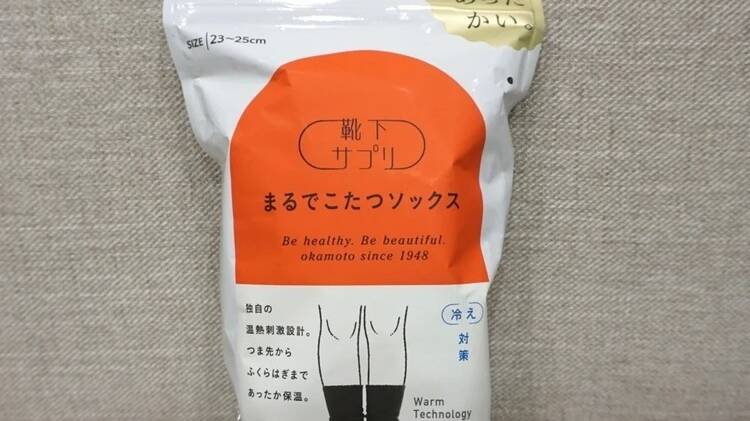 かい。
SIZE 23~25cm
靴下
サプリ
まるでこたつソックス
Be healthy. Be beautiful.
okamoto since 1948
独自の
温熱刺激設計。
つま先から
ふくらはぎまで
あったか保温。
冷え
対策
Warm
Technology